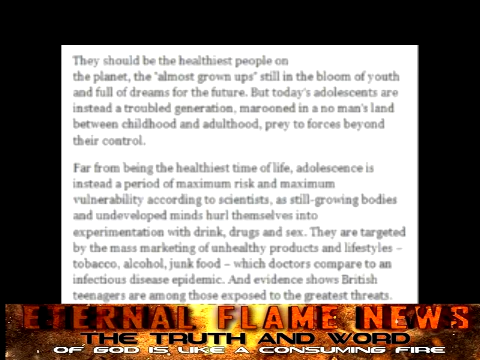 They should be the healthiest people on
the planet, the "almost grown ups" still in the bloom of youth
and full of dreams for the future. But today's adolescents are
instead a troubled generation, marooned in a no man's land
between childhood and adulthood, prey to forces beyond
their control.
Far from being the healthiest time of life, adolescence is
instead a period of maximum risk and maximum
vulnerability according to scientists, as still-growing bodies
and undeveloped minds hurl themselves into
experimentation with drink, drugs and sex. They are targeted
by the mass marketing of unhealthy products and lifestyles –
tobacco, alcohol, junk food – which doctors compare to an
infectious disease epidemic. And evidence shows British
teenagers are among those exposed to the greatest threats.
ETERNAL FLAME NEWS
THE TRUTH AND WORD
OF GOD IS LIKE A CONSUMING FIRE